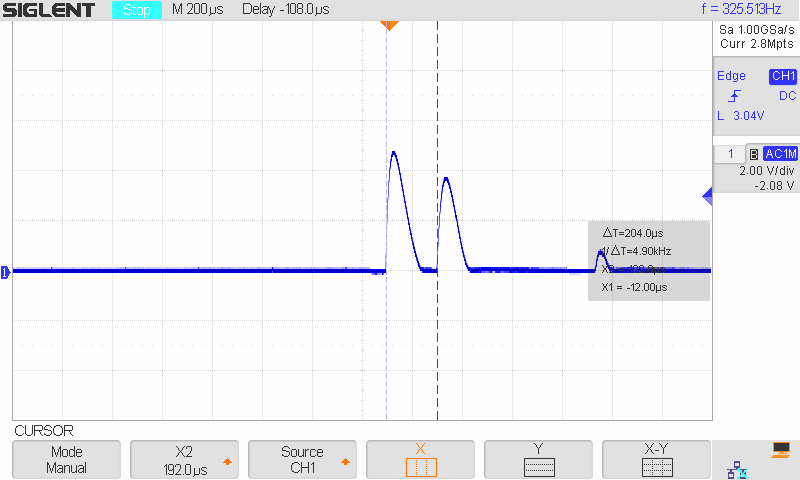 SIGLENT Stop M 200µs Delay -108.0µs f = 325.513Hz
Sa 1.00GSa/s
Curr 2.8Mpts
Edge CH1
DC
L 3.04V
1 B AC1M
2.00 V/div
-2.08 V
1
△T=204.0µs
1/△T=4.90kHz
X1 = -12.00µs
CURSOR
Mode
Manual
X2
192.0µs
Source
CH1
X
Y
X-Y